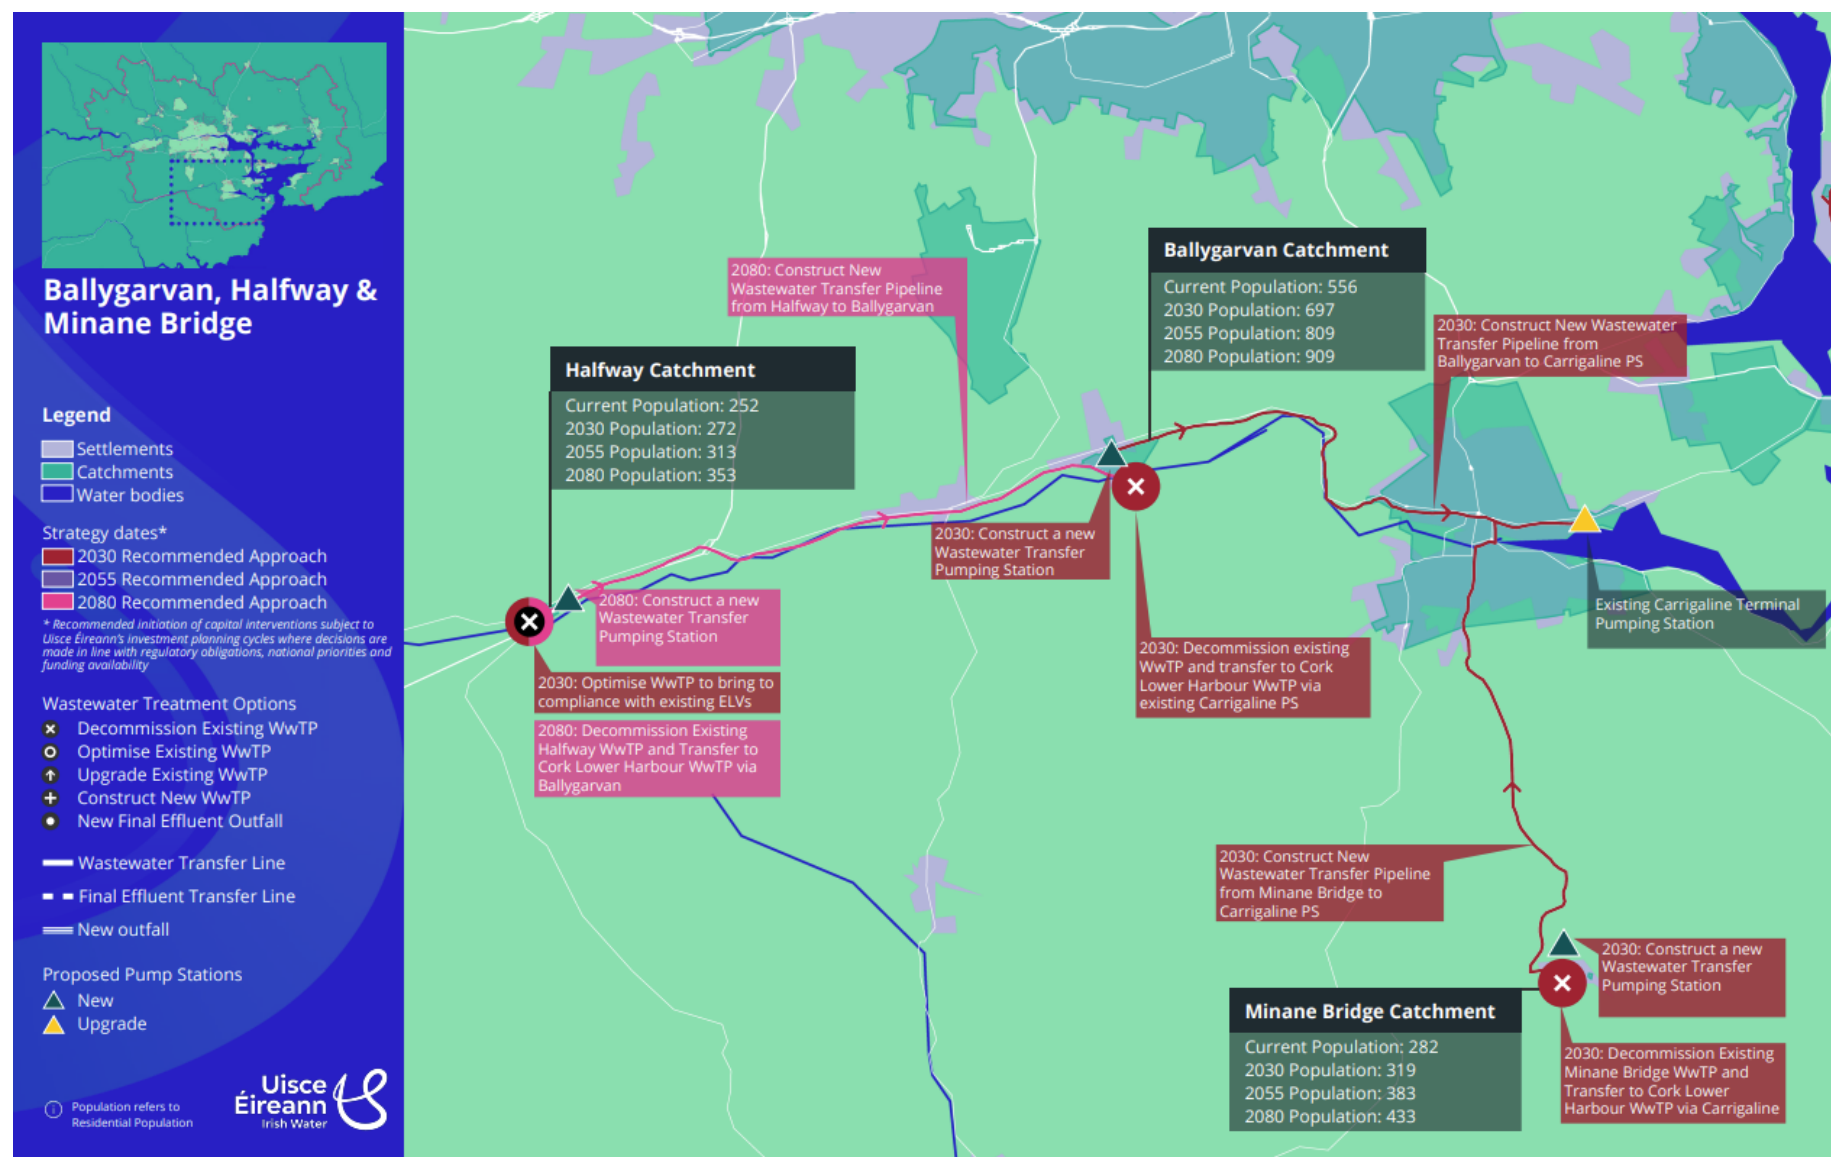 Ballygarvan, Halfway &
Minane Bridge
Legend
Settlements
Catchments
Water bodies
Strategy dates*
2030 Recommended Approach
2055 Recommended Approach
2080 Recommended Approach
* Recommended initiation of capital interventions subject to
Uisce Éireann's investment planning cycles where decisions are
made in line with regulatory obligations, national priorities and
funding availability
Wastewater Treatment Options
Decommission Existing WwTP
Optimise Existing WwTP
Upgrade Existing WwTP
Construct New WwTP
New Final Effluent Outfall
Wastewater Transfer Line
Final Effluent Transfer Line
New outfall
Proposed Pump Stations
New
Upgrade
Population refers to
Residential Population
Uisce
Éireann
Irish Water
2080: Construct New
Wastewater Transfer Pipeline
from Halfway to Ballygarvan
Halfway Catchment
Current Population: 252
2030 Population: 272
2055 Population: 313
2080 Population: 353
Ballygarvan Catchment
Current Population: 556
2030 Population: 697
2055 Population: 809
2080 Population: 909
2030: Construct New Wastewater
Transfer Pipeline from
Ballygarvan to Carrigaline PS
2030: Construct a new
Wastewater Transfer
Pumping Station
2080: Construct a new
Wastewater Transfer
Pumping Station
2030: Optimise WwTP to bring to
compliance with existing ELVs
2080: Decommission Existing
Halfway WwTP and Transfer to
Cork Lower Harbour WwTP via
Ballygarvan
2030: Decommission existing
WwTP and transfer to Cork
Lower Harbour WwTP via
existing Carrigaline PS
Existing Carrigaline Terminal
Pumping Station
2030: Construct New
Wastewater Transfer Pipeline
from Minane Bridge to
Carrigaline PS
2030: Construct a new
Wastewater Transfer
Pumping Station
Minane Bridge Catchment
Current Population: 282
2030 Population: 319
2055 Population: 383
2080 Population: 433
2030: Decommission Existing
Minane Bridge WwTP and
Transfer to Cork Lower
Harbour WwTP via Carrigaline